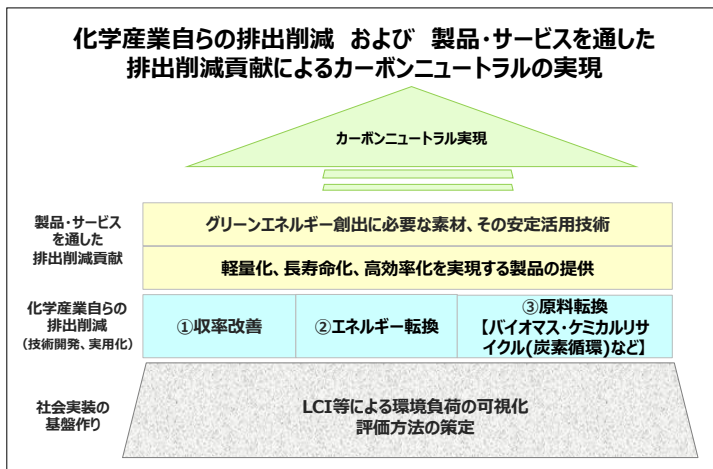 化学産業自らの排出削減 および 製品・サービスを通した
排出削減貢献によるカーボンニュートラルの実現
カーボンニュートラル実現
製品・サービス
を通した
排出削減貢献
グリーンエネルギー創出に必要な素材、その安定活用技術
軽量化、長寿命化、高効率化を実現する製品の提供
化学産業自らの
排出削減
(技術開発、実用化)
①収率改善
②エネルギー転換
③原料転換
【バイオマス・ケミカルリサ
イクル(炭素循環)など】
社会実装の
基盤作り
LCI等による環境負荷の可視化
評価方法の策定